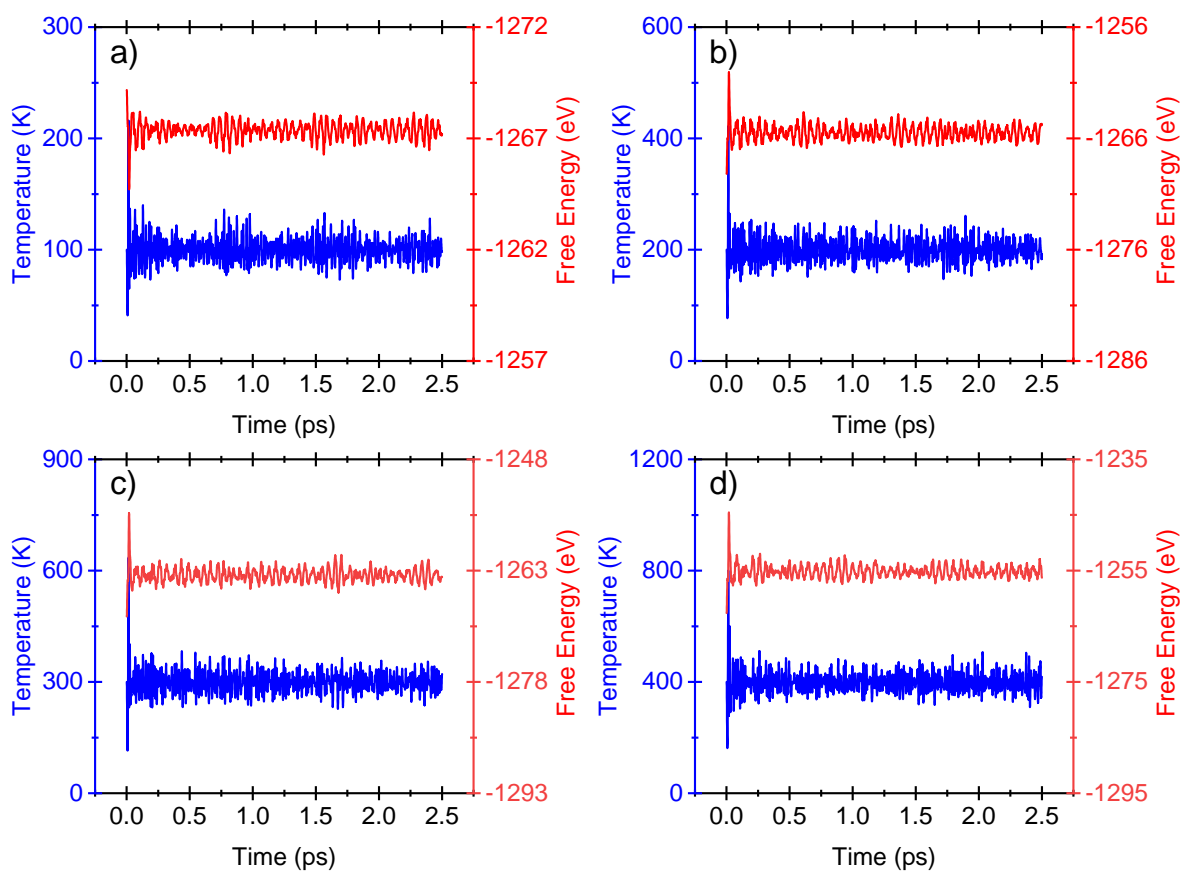 a)
300
200
100
0
Temperature (K)
-1272
-1267
-1262
-1257
Free Energy (eV)
0.0 0.5 1.0 1.5 2.0 2.5
Time (ps)
b)
600
400
200
0
Temperature (K)
-1256
-1266
-1276
-1286
Free Energy (eV)
0.0 0.5 1.0 1.5 2.0 2.5
Time (ps)
c)
900
600
300
0
Temperature (K)
-1248
-1263
-1278
-1293
Free Energy (eV)
0.0 0.5 1.0 1.5 2.0 2.5
Time (ps)
d)
1200
800
400
0
Temperature (K)
-1235
-1255
-1275
-1295
Free Energy (eV)
0.0 0.5 1.0 1.5 2.0 2.5
Time (ps)